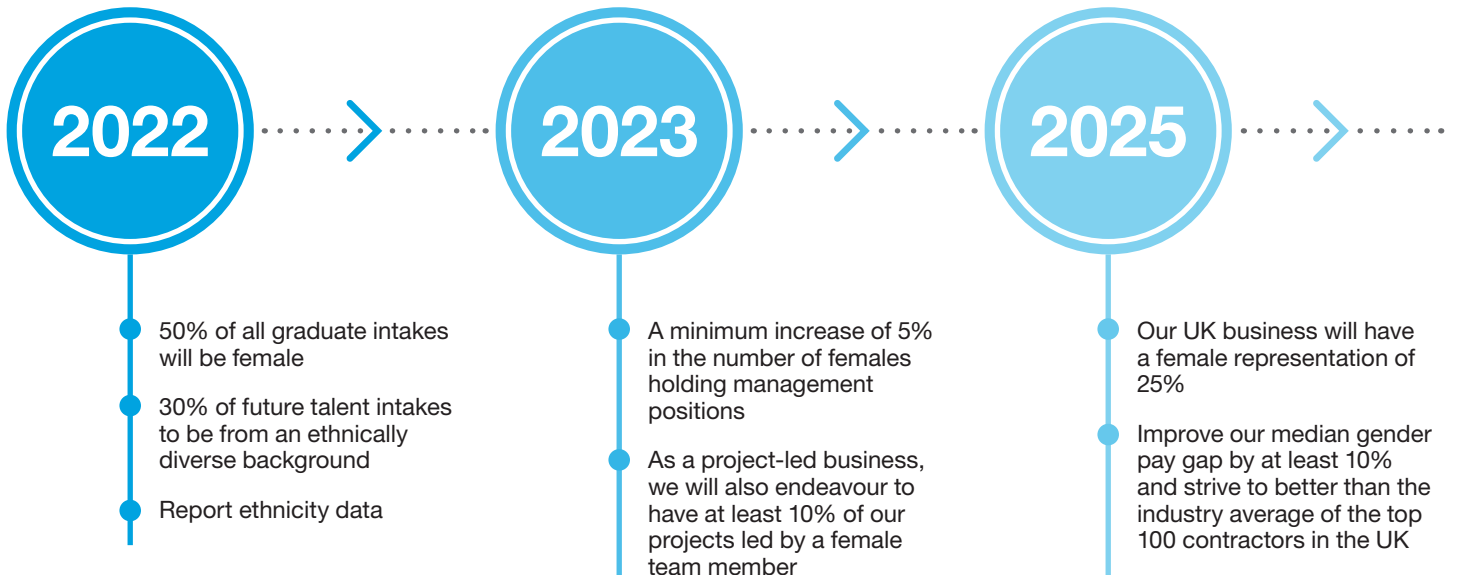 2022
50% of all graduate intakes
will be female
30% of future talent intakes
to be from an ethnically
diverse background
Report ethnicity data
2023
A minimum increase of 5%
in the number of females
holding management
positions
As a project-led business,
we will also endeavour to
have at least 10% of our
projects led by a female
team member
2025
Our UK business will have
a female representation of
25%
Improve our median gender
pay gap by at least 10%
and strive to better than the
industry average of the top
100 contractors in the UK